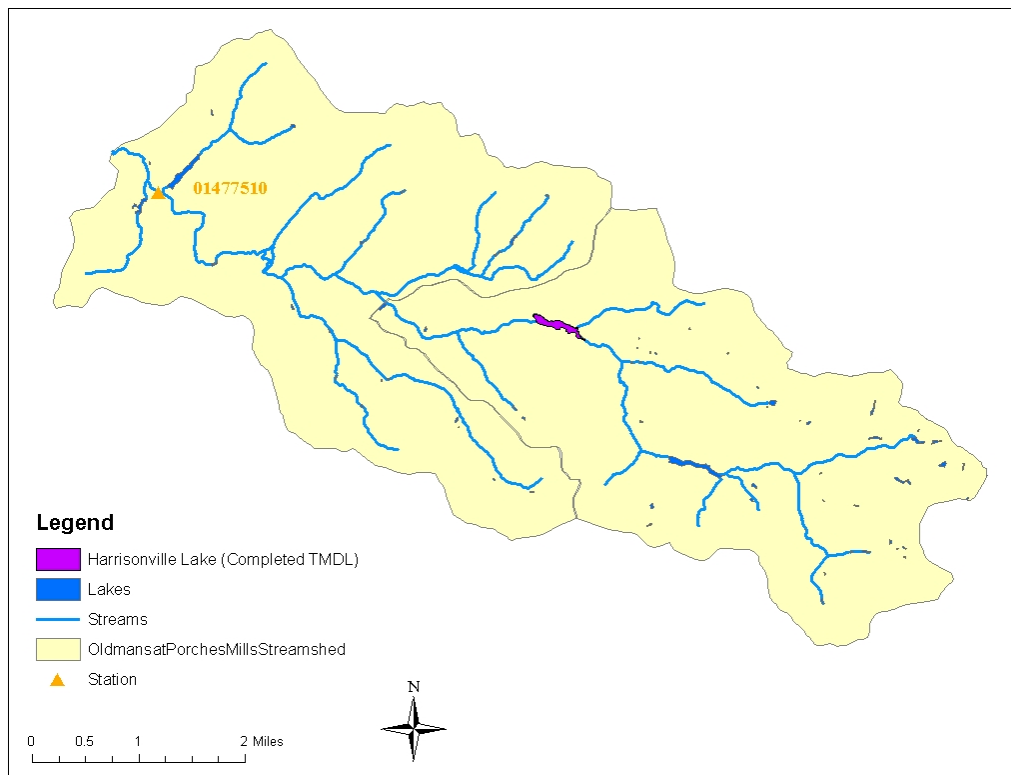 01477510
Legend
Harrisonville Lake (Completed TMDL)
Lakes
Streams
OldmansatPorchesMillsStreamshed
Station
N
0 0.5 1 2 Miles